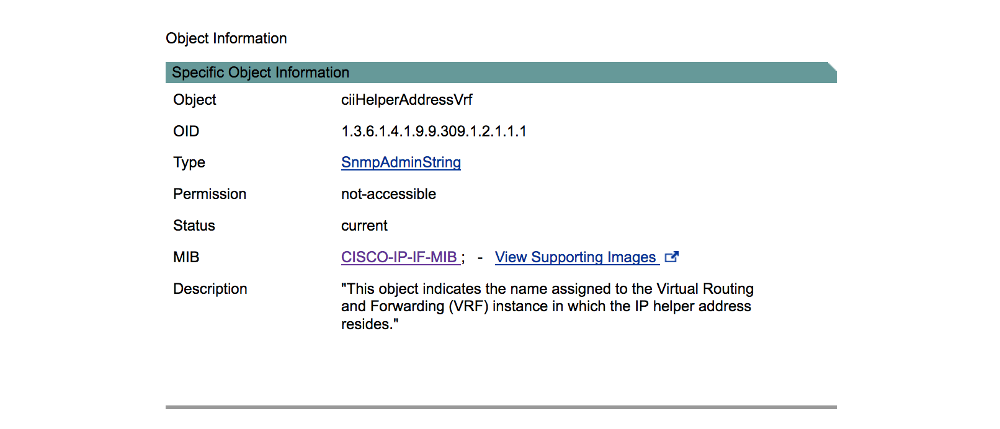 Object Information
Specific Object Information
Object ciiHelperAddressVrf
OID 1.3.6.1.4.1.9.9.309.1.2.1.1.1
Type SnmpAdminString
Permission not-accessible
Status current
MIB CISCO-IP-IF-MIB ; - View Supporting Images
Description "This object indicates the name assigned to the Virtual Routing
and Forwarding (VRF) instance in which the IP helper address
resides."